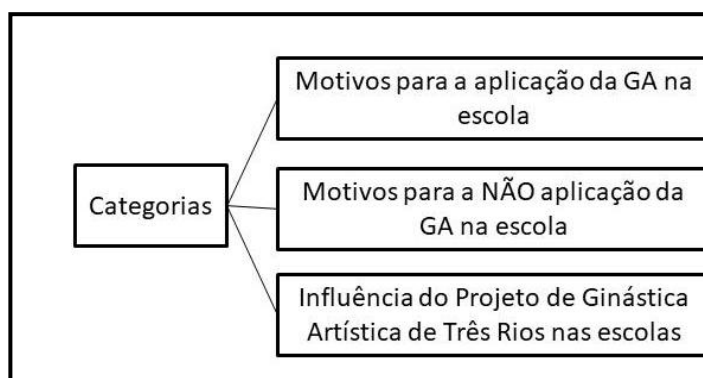 Motivos para a aplicação da GA na
escola
Categorias
Motivos para a NÃO aplicação da
GA na escola
Influência do Projeto de Ginástica
Artística de Três Rios nas escolas